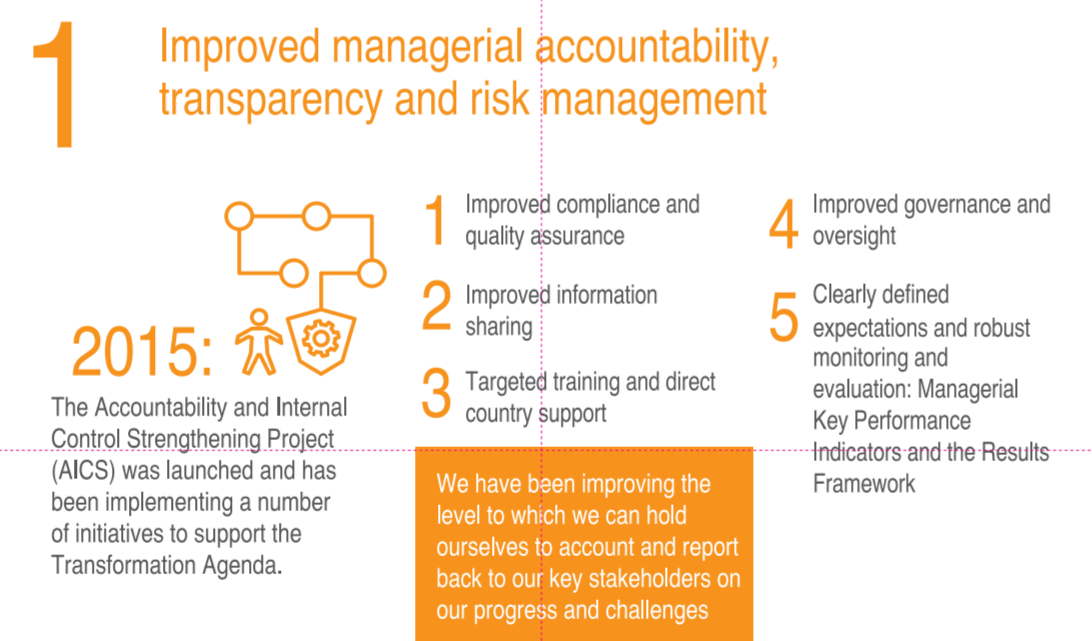 1
Improved managerial accountability,
transparency and risk management
2015:
The Accountability and Internal
Control Strengthening Project
(AICS) was launched and has
been implementing a number
of initiatives to support the
Transformation Agenda.
1
Improved compliance and
quality assurance
2
Improved information
sharing
3
Targeted training and direct
country support
We have been improving the
level to which we can hold
ourselves to account and report
back to our key stakeholders on
our progress and challenges
4
Improved governance and
oversight
5
Clearly defined
expectations and robust
monitoring and
evaluation: Managerial
Key Performance
Indicators and the Results
Framework